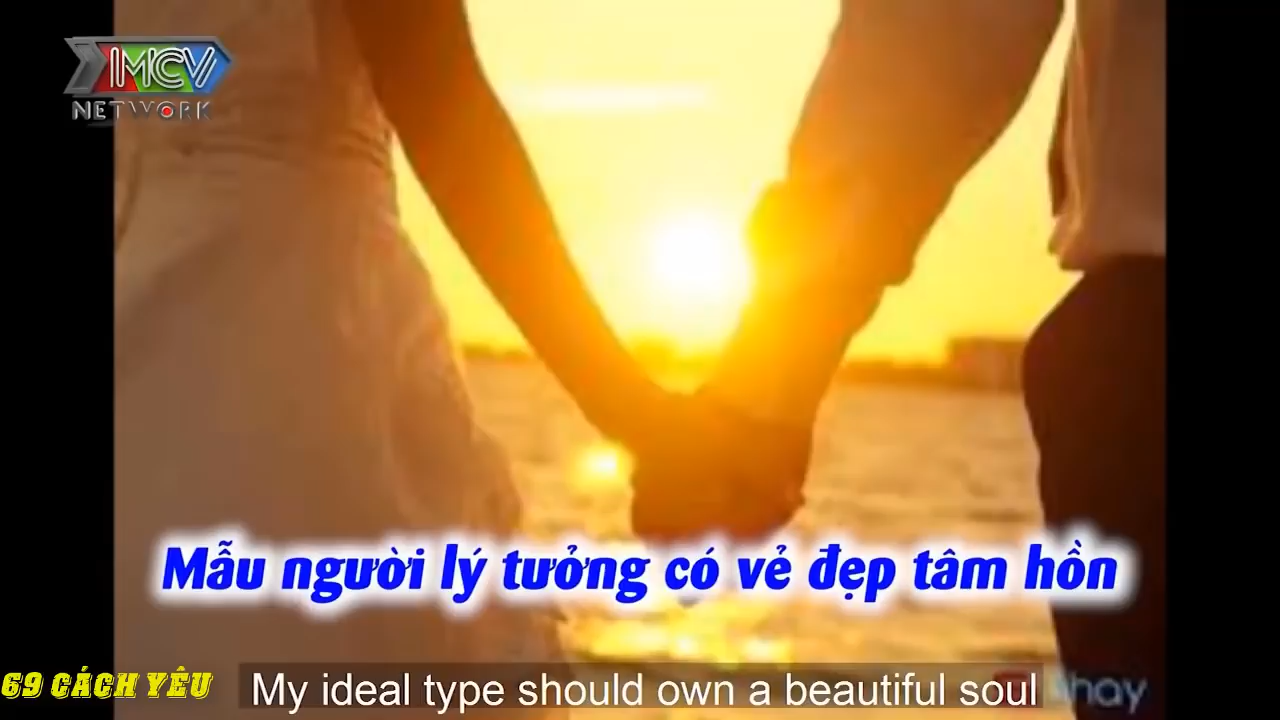 MCV
NETWORK
Mẫu người lý tưởng có vẻ đẹp tâm hồn
69 CÁCH YÊU
My ideal type should own a beautiful soul